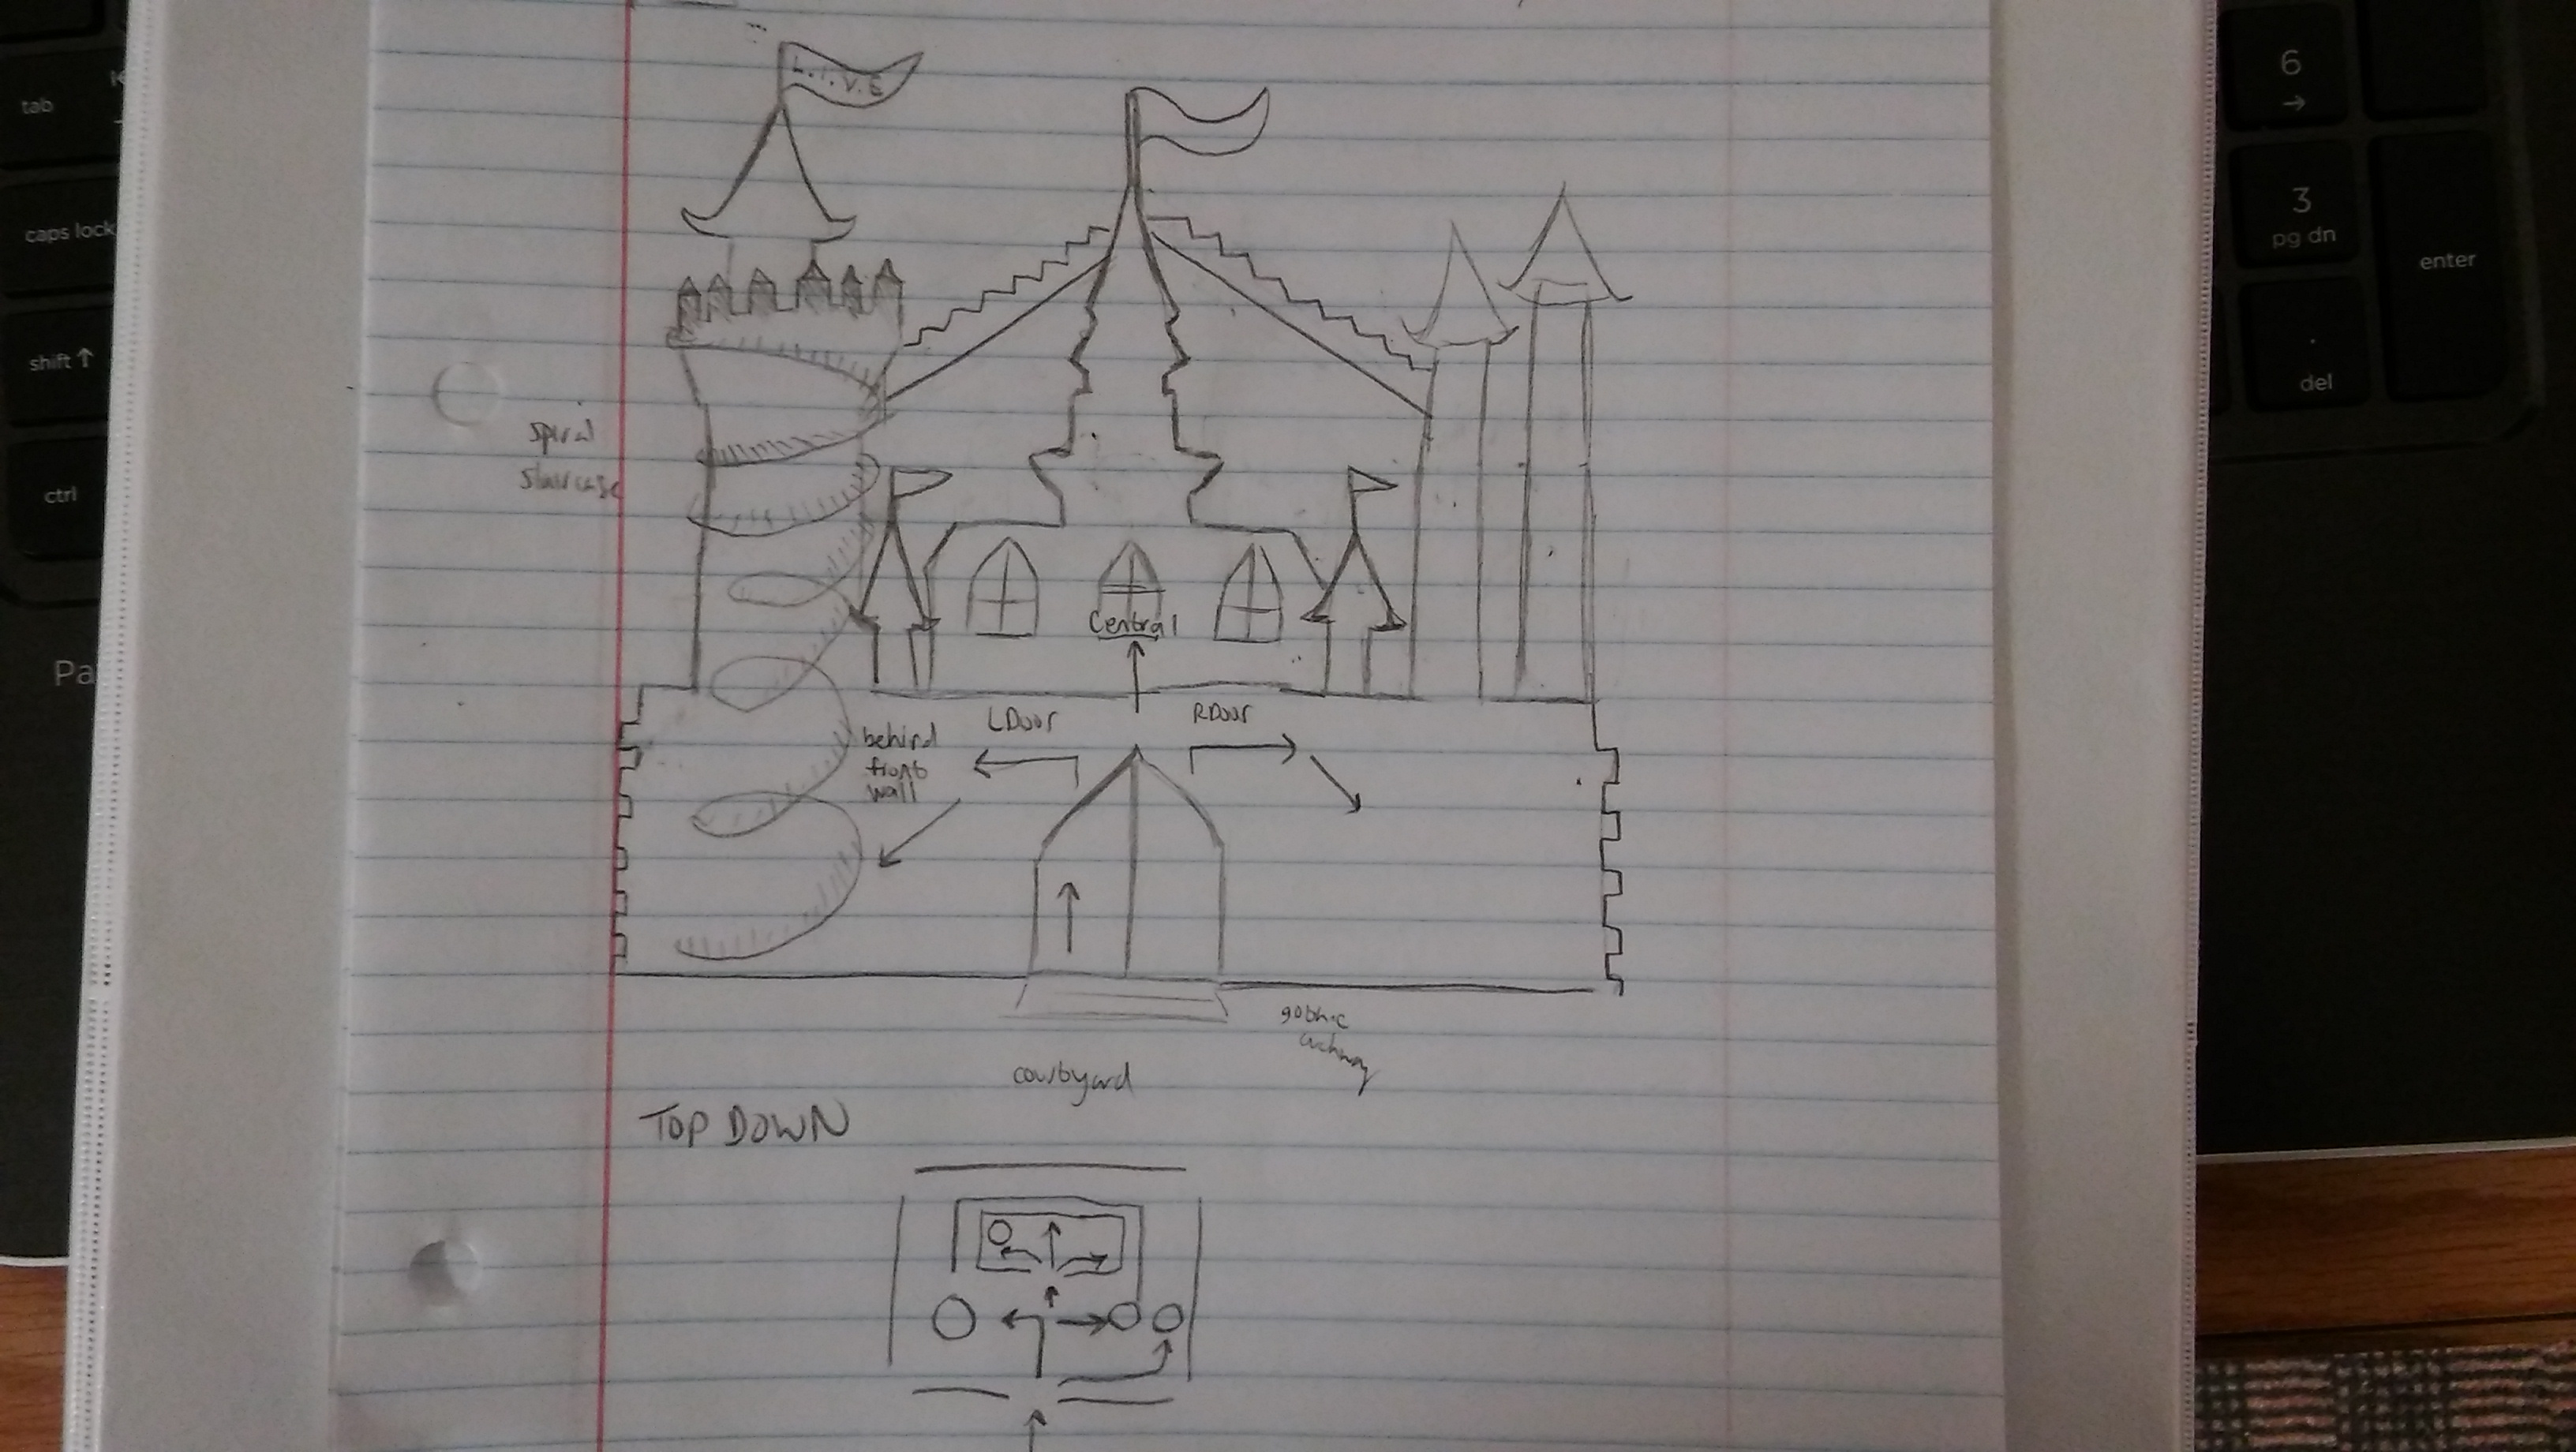 L.I.V.E
spiral
staircase
Central
LDoor
RDoor
behind
front
wall
gothic
archway
courtyard
TOP DOWN
tab
caps lock
shift ↑
ctrl
Pa
6
→
3
pg dn
enter
.
del